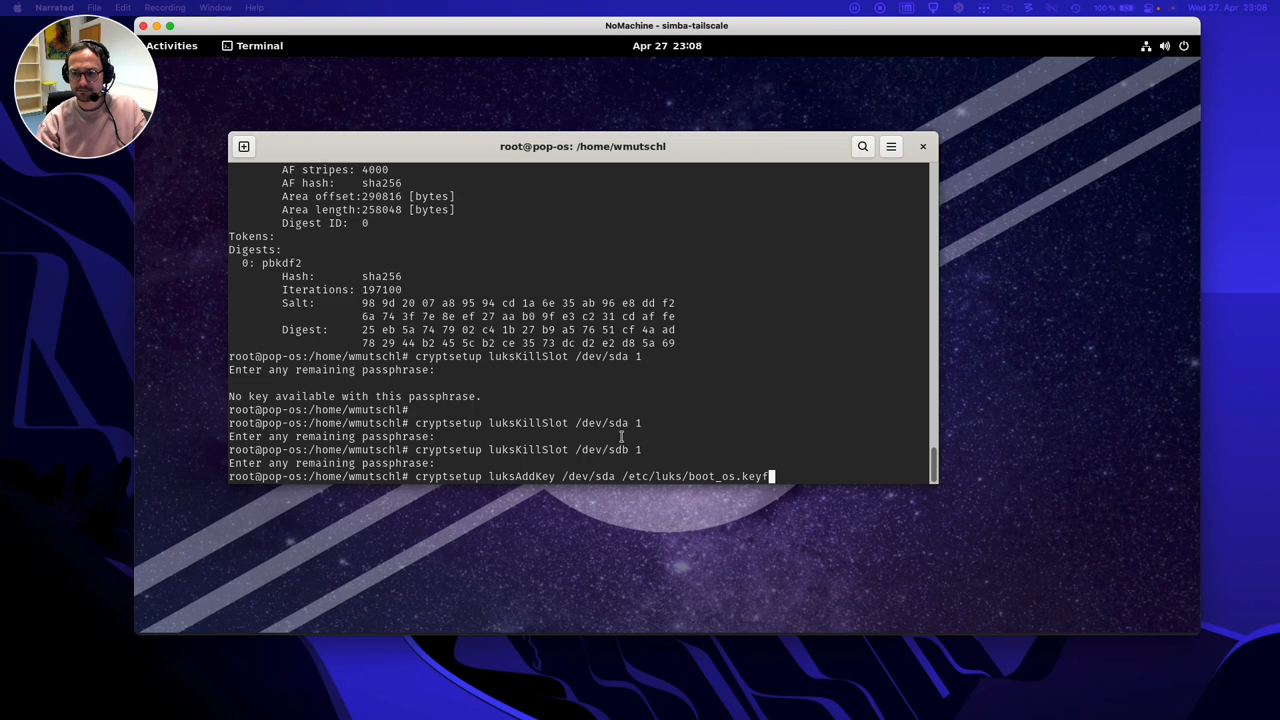 Narrated File Edit Recording Window Help 100 % Wed 27. Apr 23:08
NoMachine - simba-tailscale
Activities Terminal Apr 27 23:08
root@pop-os: /home/wmutschl
AF stripes: 4000
AF hash: sha256
Area offset:290816 [bytes]
Area length:258048 [bytes]
Digest ID: 0
Tokens:
Digests:
0: pbkdf2
Hash: sha256
Iterations: 197100
Salt: 98 9d 20 07 a8 95 94 cd 1a 6e 35 ab 96 e8 dd f2
6a 74 3f 7e 8e ef 27 aa b0 9f e3 c2 31 cd af fe
Digest: 25 eb 5a 74 79 02 c4 1b 27 b9 a5 76 51 cf 4a ad
78 29 44 b2 45 5c b2 ce 35 73 dc d2 e2 d8 5a 69
root@pop-os:/home/wmutschl# cryptsetup luksKillSlot /dev/sda 1
Enter any remaining passphrase:
No key available with this passphrase.
root@pop-os:/home/wmutschl#
root@pop-os:/home/wmutschl# cryptsetup luksKillSlot /dev/sda 1
Enter any remaining passphrase:
root@pop-os:/home/wmutschl# cryptsetup luksKillSlot /dev/sdb 1
Enter any remaining passphrase:
root@pop-os:/home/wmutschl# cryptsetup luksAddKey /dev/sda /etc/luks/boot_os.keyf